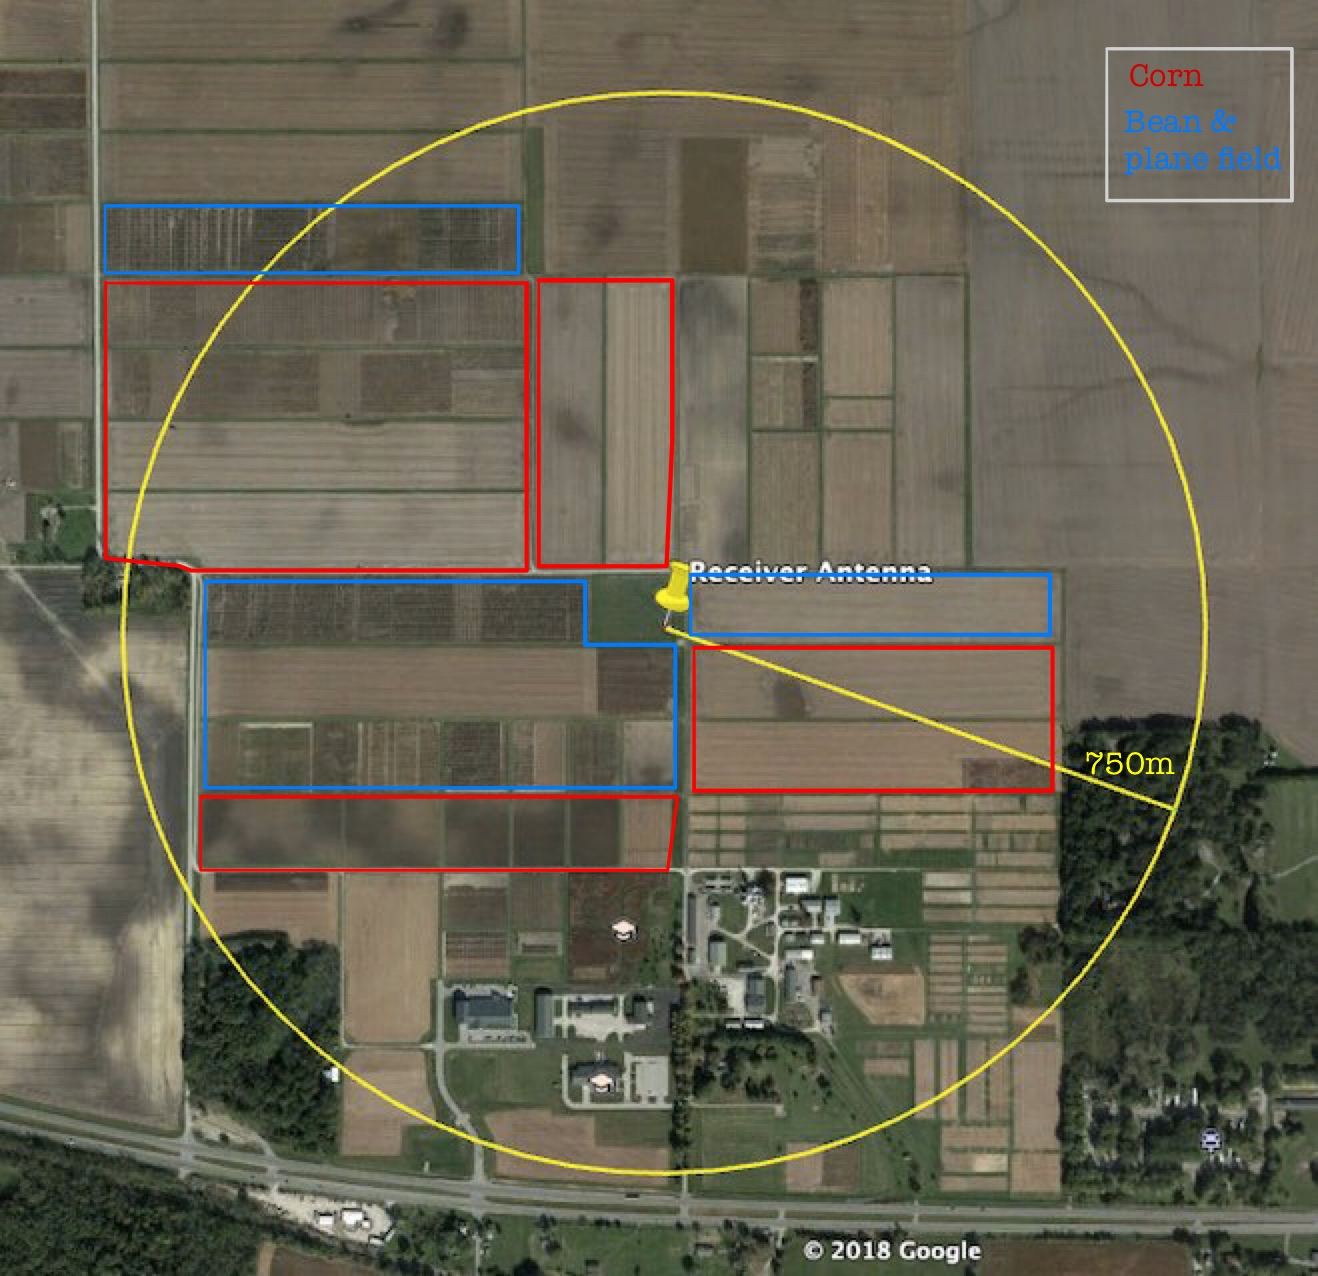 Corn
Bean &
plane field
Receiver Antenna
750m
© 2018 Google